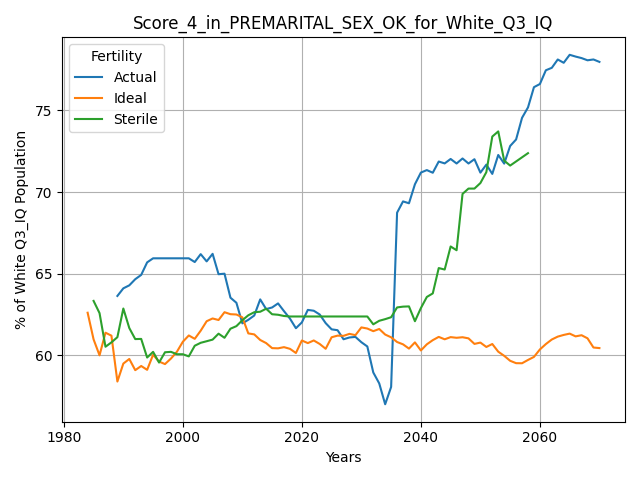 Score_4_in_PREMARITAL_SEX_OK_for_White_Q3_IQ
Fertility
Actual
Ideal
Sterile
% of White Q3_IQ Population
75
70
65
60
1980
2000
2020
2040
2060
Years